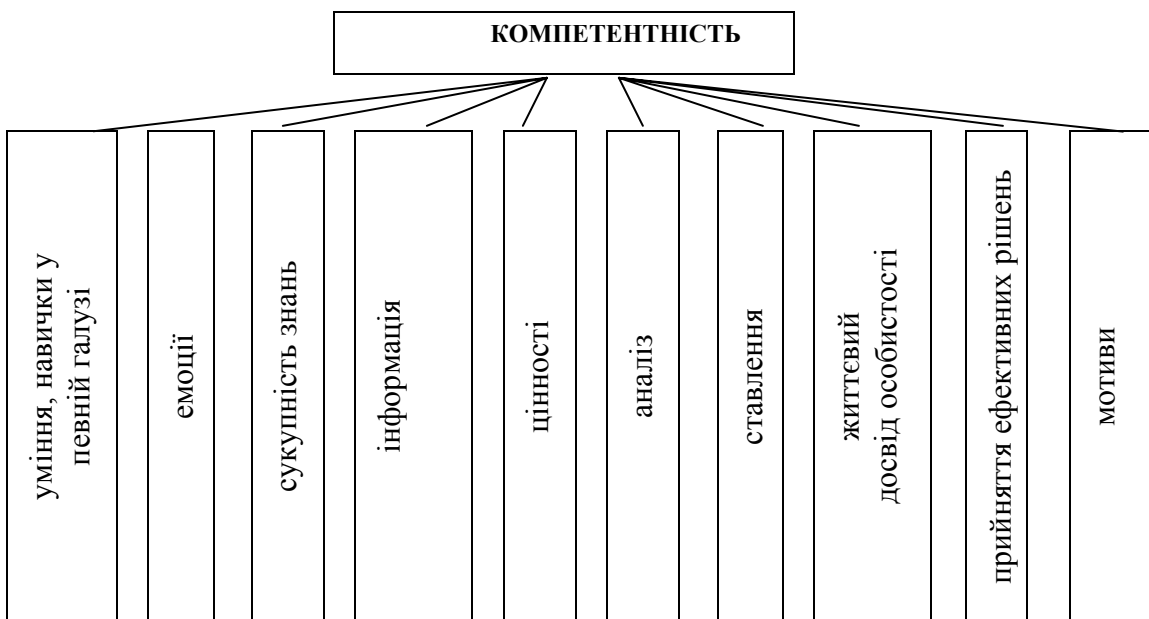 КОМПЕТЕНТНІСТЬ
уміння, навички у
певній галузі
емоції
сукупність знань
інформація
цінності
аналіз
ставлення
життєвий
досвід особистості
прийняття ефективних рішень
мотиви